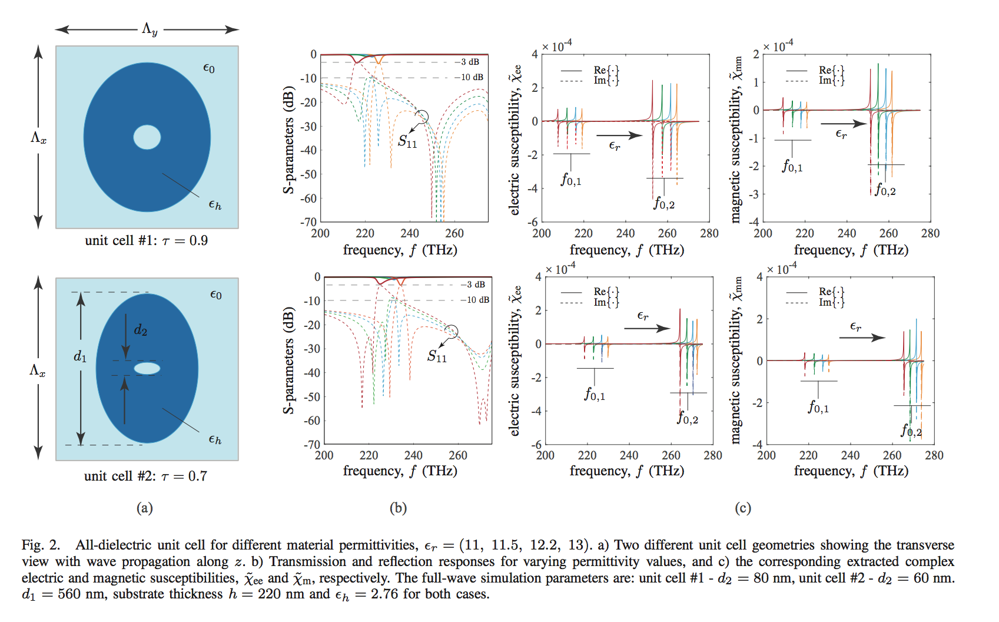 Λy
Λx
ϵ0
ϵh
unit cell #1: τ = 0.9
S-parameters (dB)
0
-10
-20
-30
-40
-50
-60
-70
−3 dB
−10 dB
S11
200 220 240 260
frequency, f (THz)
× 10-4
electric susceptibility, χ̃ee
4
2
0
-2
-4
-6
Re{·}
Im{·}
ϵr
f0,1
f0,2
200 220 240 260 280
frequency, f (THz)
× 10-4
magnetic susceptibility, χ̃mm
2
1
0
-1
-2
-3
-4
Re{·}
Im{·}
ϵr
f0,1
f0,2
200 220 240 260 280
frequency, f (THz)
Λx
ϵ0
d2
d1
ϵh
unit cell #2: τ = 0.7
S-parameters (dB)
0
-10
-20
-30
-40
-50
-60
-70
−3 dB
−10 dB
S11
200 220 240 260
frequency, f (THz)
× 10-4
electric susceptibility, χ̃ee
4
2
0
-2
-4
-6
Re{·}
Im{·}
ϵr
f0,1
f0,2
200 220 240 260 280
frequency, f (THz)
× 10-4
magnetic susceptibility, χ̃mm
4
2
0
-2
-4
Re{·}
Im{·}
ϵr
f0,1
f0,2
200 220 240 260 280
frequency, f (THz)
(a) (b) (c)
Fig. 2. All-dielectric unit cell for different material permittivities, ϵr = (11, 11.5, 12.2, 13). a) Two different unit cell geometries showing the transverse
view with wave propagation along z. b) Transmission and reflection responses for varying permittivity values, and c) the corresponding extracted complex
electric and magnetic susceptibilities, χ̃ee and χ̃m, respectively. The full-wave simulation parameters are: unit cell #1 - d2 = 80 nm, unit cell #2 - d2 = 60 nm.
d1 = 560 nm, substrate thickness h = 220 nm and ϵh = 2.76 for both cases.